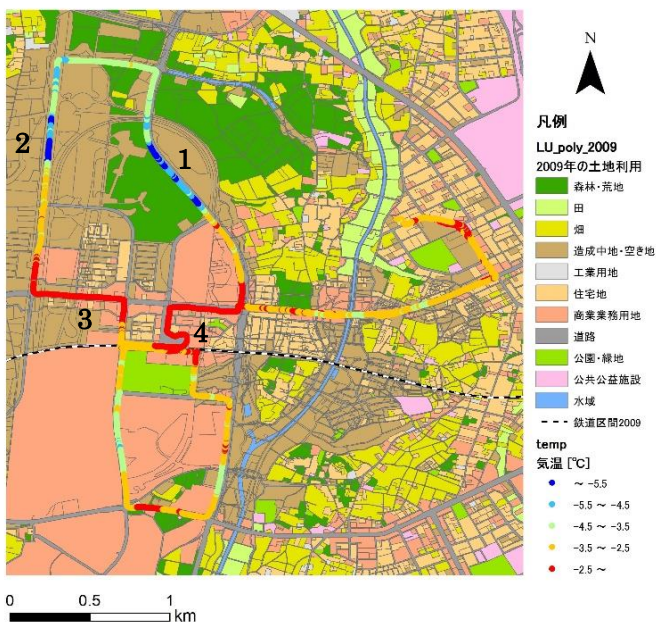 2
1
3
4
N
凡例
LU_poly_2009
2009年の土地利用
森林・荒地
田
畑
造成中地・空き地
工業用地
住宅地
商業業務用地
道路
公園・緑地
公共公益施設
水域
鉄道区間2009
temp
気温 [℃]
～ -5.5
-5.5 ～ -4.5
-4.5 ～ -3.5
-3.5 ～ -2.5
-2.5 ～
0 0.5 1
km